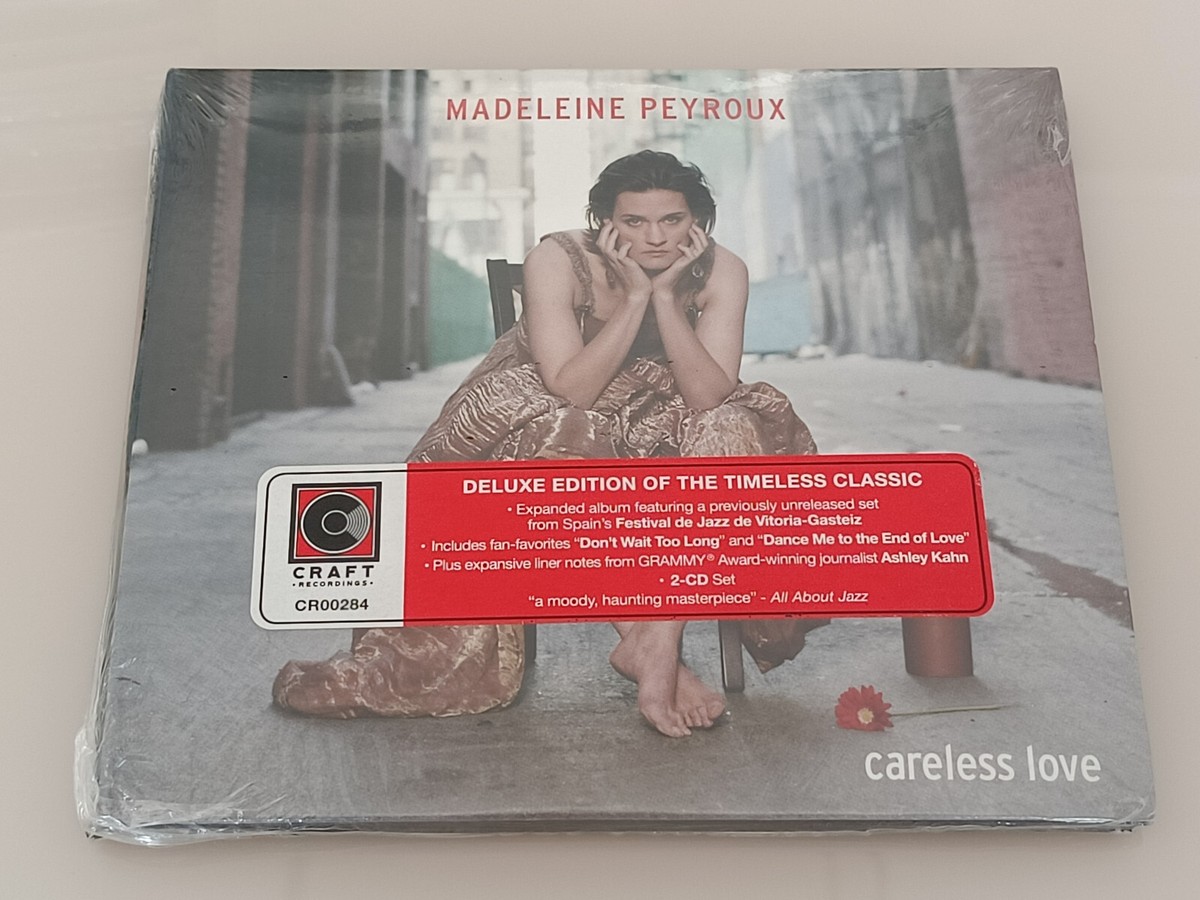 MADELEINE PEYROUX
DELUXE EDITION OF THE TIMELESS CLASSIC
• Expanded album featuring a previously unreleased set
from Spain's Festival de Jazz de Vitoria-Gasteiz
• Includes fan-favorites "Don't Wait Too Long" and "Dance Me to the End of Love"
• Plus expansive liner notes from GRAMMY® Award-winning journalist Ashley Kahn
• 2-CD Set
"a moody, haunting masterpiece" - All About Jazz
CRAFT
• RECORDINGS •
CR00284
careless love